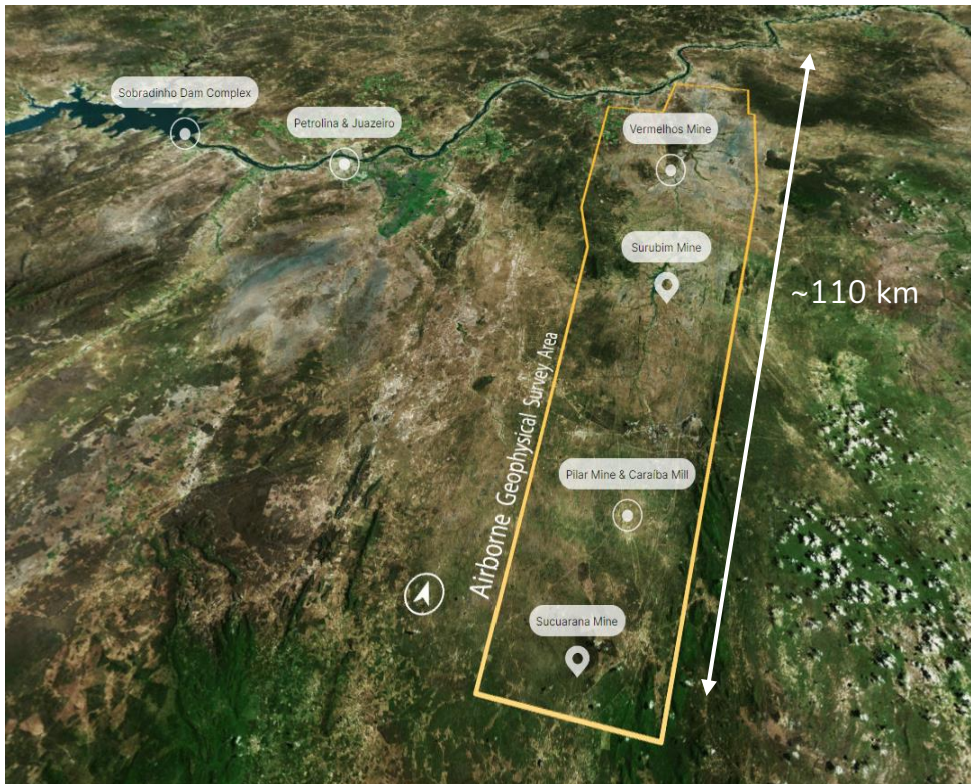 Sobradinho Dam Complex
Petrolina & Juazeiro
Vermelhos Mine
Surubim Mine
~110 km
Airborne Geophysical Survey Area
Pilar Mine & Caraíba Mill
Sucuarana Mine